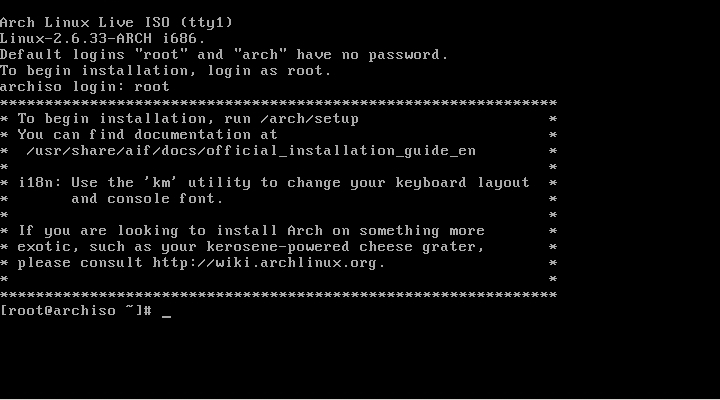 Arch Linux Live ISO (tty1)
Linux-2.6.33-ARCH i686.
Default logins "root" and "arch" have no password.
To begin installation, login as root.
archiso login: root
***************************************************************
* To begin installation, run /arch/setup                      *
* You can find documentation at                               *
*  /usr/share/aif/docs/official_installation_guide_en         *
*                                                             *
* i18n: Use the 'km' utility to change your keyboard layout   *
*       and console font.                                     *
*                                                             *
* If you are looking to install Arch on something more        *
* exotic, such as your kerosene-powered cheese grater,        *
* please consult http://wiki.archlinux.org.                   *
*                                                             *
***************************************************************
[root@archiso ~]# _